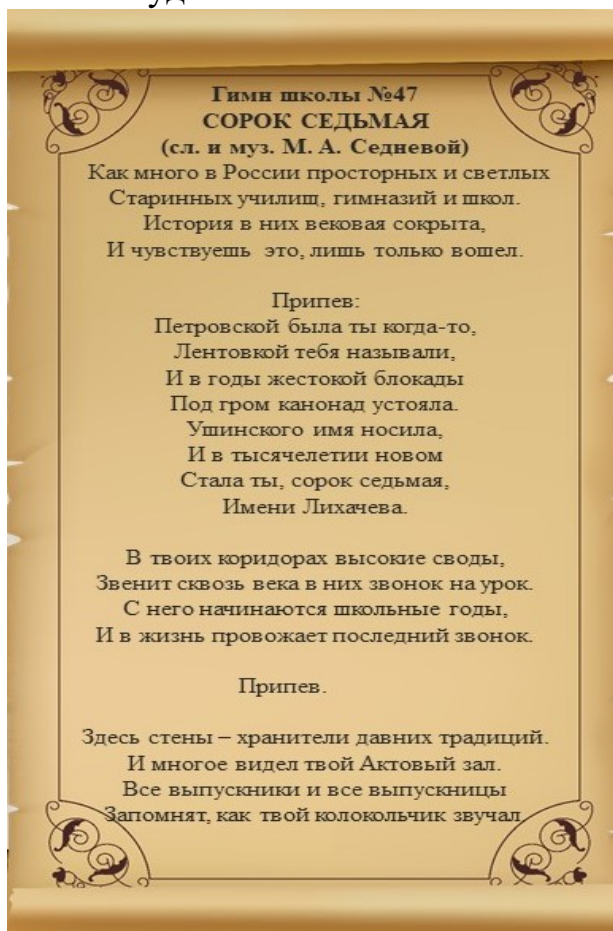 Гимн школы №47
СОРОК СЕДЬМАЯ
(сл. и муз. М. А. Седневой)
Как много в России просторных и светлых
Старинных училищ, гимназий и школ.
История в них вековая сокрыта,
И чувствуешь это, лишь только вошел.
Припев:
Петровской была ты когда-то,
Лентовкой тебя называли,
И в годы жестокой блокады
Под гром канонад устояла.
Ушинского имя носила,
И в тысячелетии новом
Стала ты, сорок седьмая,
Имени Лихачева.
В твоих коридорах высокие своды,
Звенит сквозь века в них звонок на урок.
С него начинаются школьные годы,
И в жизнь провожает последний звонок.
Припев.
Здесь стены – хранители давних традиций.
И многое видел твой Актовый зал.
Все выпускники и все выпускницы
Запомнят, как твой колокольчик звучал